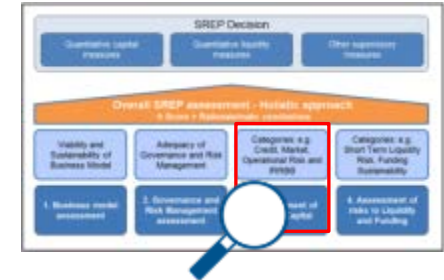 SREP Decision
Quantitative capital
measures
Quantitative liquidity
measures
Other supervisory
measures
Overall SREP assessment - Holistic approach
Viability and
Sustainability of
Business Model
Adequacy of
Governance and Risk
Management
Categories: e.g.
Credit, Market,
Operational Risk and
IRRBB
Categories: e.g.
Short Term Liquidity
Risk, Funding
Sustainability
1. Business model
assessment
2. Governance and
Risk Management
assessment
ment of
Capital
4. Assessment of
risks to Liquidity
and Funding